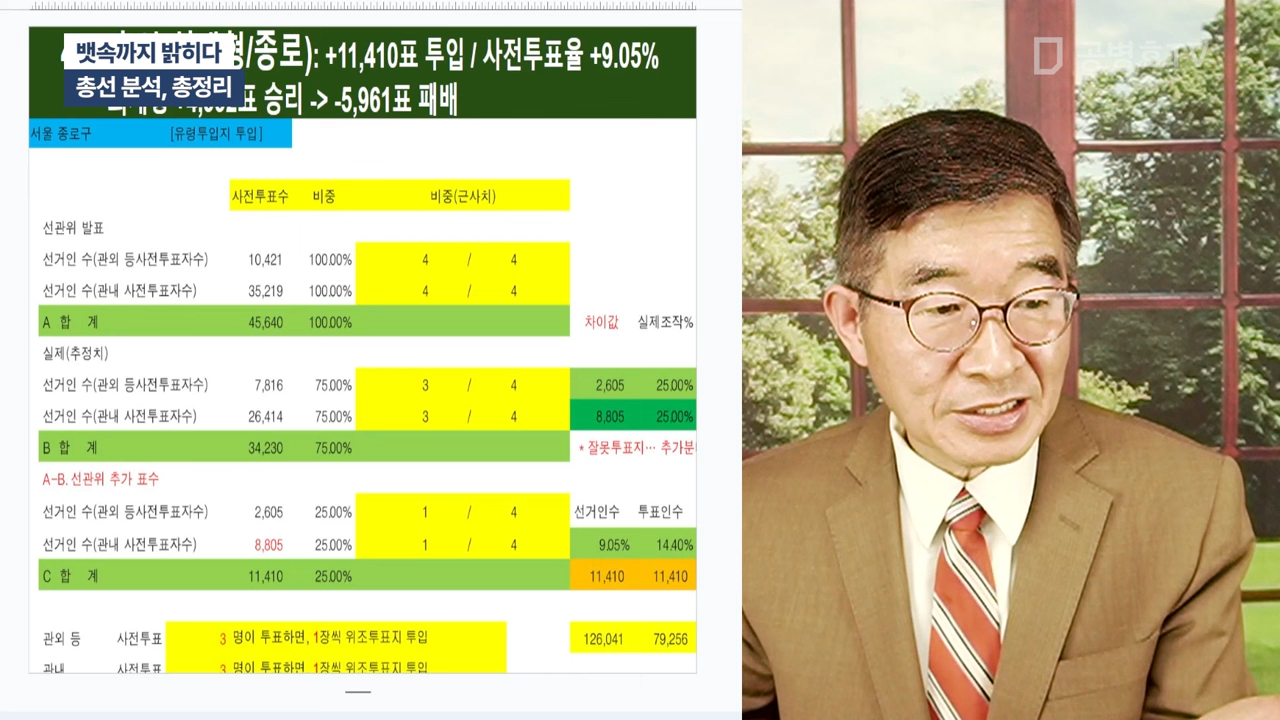 형/종로): +11,410표 투입 / 사전투표율 +9.05%
뱃속까지 밝히다
총선 분석, 총정리
표 승리 -> -5,961표 패배
공병호TV
서울 종로구 [유령투입지 투입]
사전투표수 비중 비중(근사치)
선관위 발표
선거인 수(관외 등사전투표자수) 10,421 100.00% 4 / 4
선거인 수(관내 사전투표자수) 35,219 100.00% 4 / 4
A 합 계 45,640 100.00% 차이값 실제조작%
실제(추정치)
선거인 수(관외 등사전투표자수) 7,816 75.00% 3 / 4 2,605 25.00%
선거인 수(관내 사전투표자수) 26,414 75.00% 3 / 4 8,805 25.00%
B 합 계 34,230 75.00% * 잘못투표지… 추가분
A-B. 선관위 추가 표수
선거인 수(관외 등사전투표자수) 2,605 25.00% 1 / 4 선거인수 투표인수
선거인 수(관내 사전투표자수) 8,805 25.00% 1 / 4 9.05% 14.40%
C 합 계 11,410 25.00% 11,410 11,410
관외 등 사전투표 3 명이 투표하면, 1장씩 위조투표지 투입 126,041 79,256
관내 사전투표 3 명이 투표하면, 1장씩 위조투표지 투입